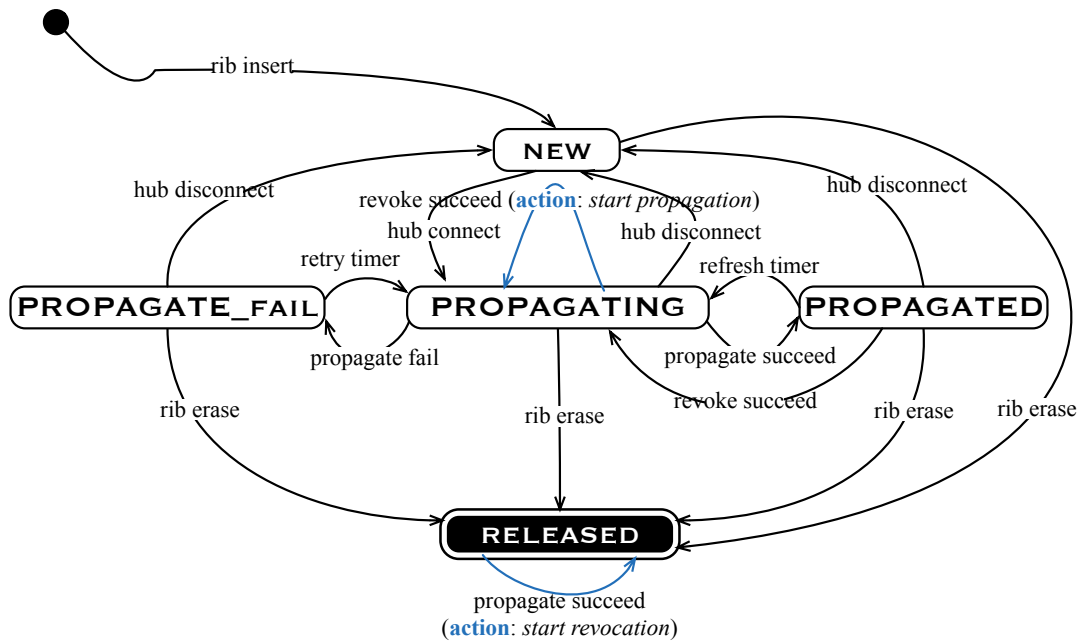 rib insert
NEW
hub disconnect
revoke succeed (action: start propagation)
hub disconnect
hub connect
hub disconnect
retry timer
refresh timer
PROPAGATE_FAIL
PROPAGATING
PROPAGATED
propagate fail
propagate succeed
revoke succeed
rib erase
rib erase
rib erase
rib erase
RELEASED
propagate succeed
(action: start revocation)